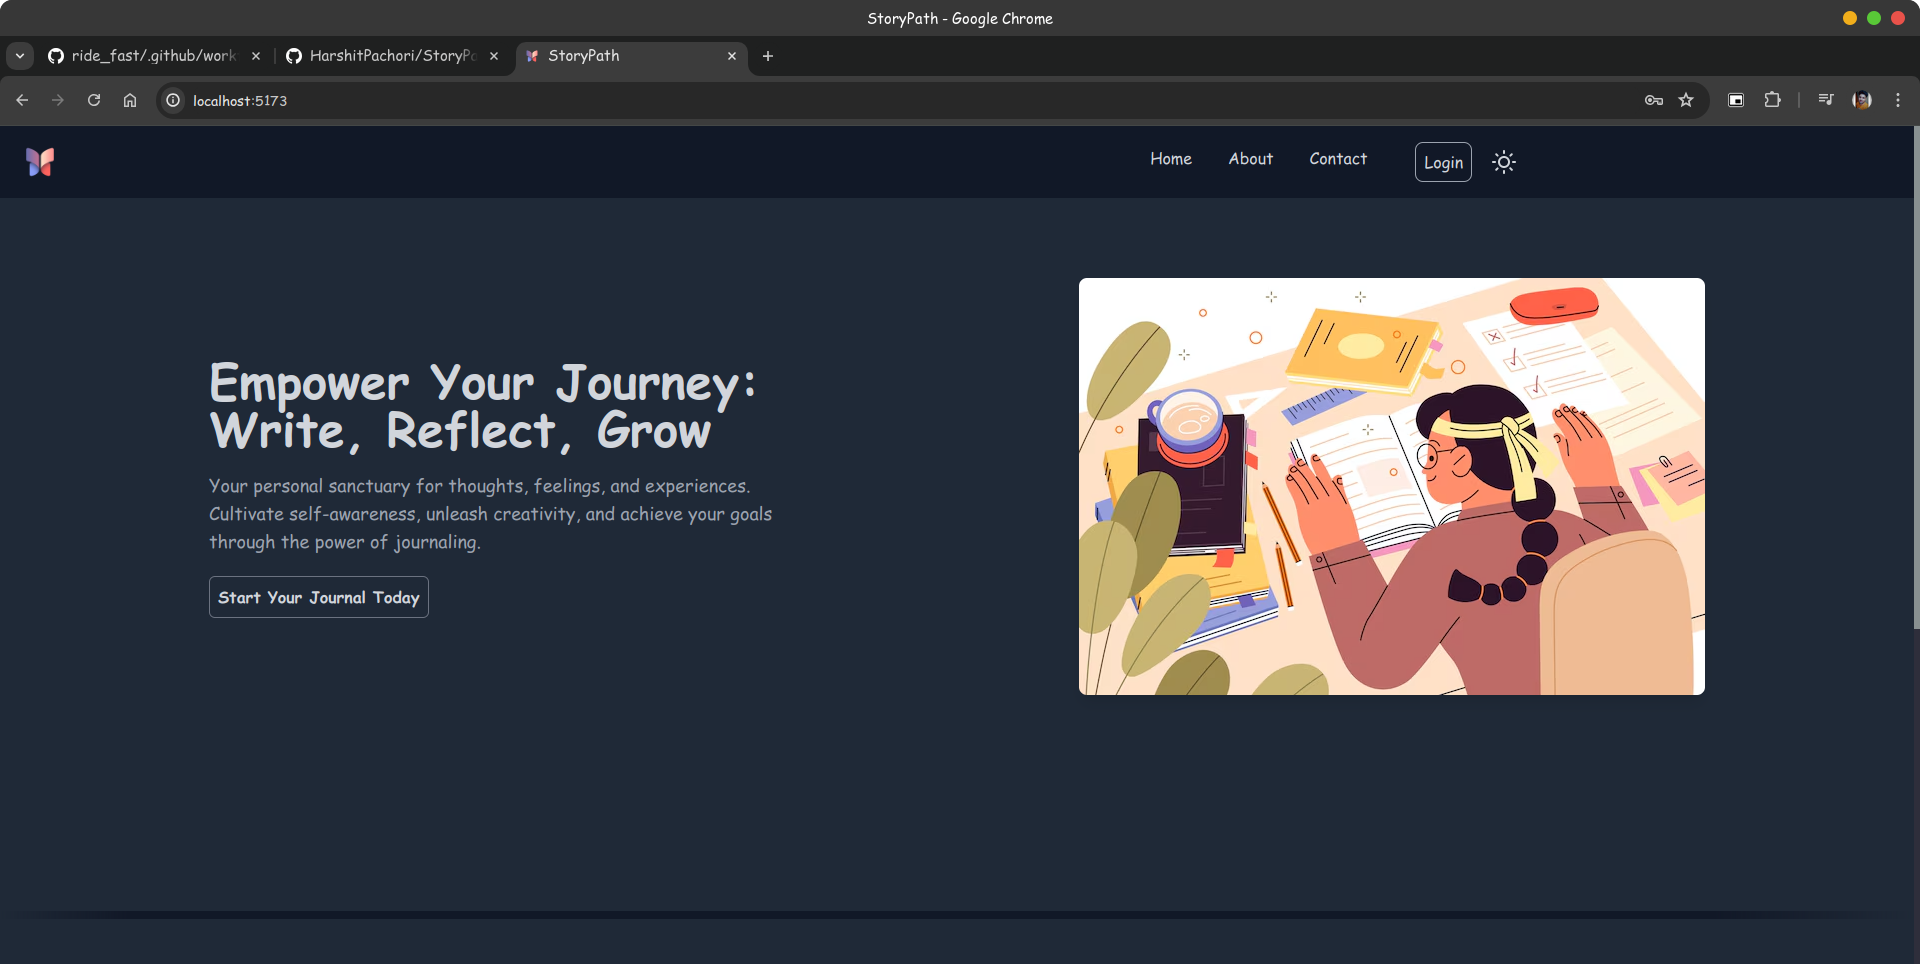 StoryPath - Google Chrome
ride_fast/.github/work
HarshitPachori/StoryPa
StoryPath
localhost:5173
Home About Contact Login
Empower Your Journey:
Write, Reflect, Grow
Your personal sanctuary for thoughts, feelings, and experiences.
Cultivate self-awareness, unleash creativity, and achieve your goals
through the power of journaling.
Start Your Journal Today